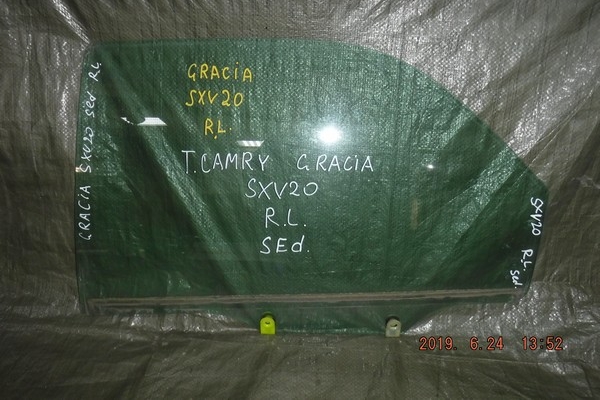 GRACIA
SXV20
R.L.
T.CAMRY GRACIA
SXV20
R.L.
SEd.
GRACIA SXV20 Sed R.L.
SXV20 R.L. sed
2019. 6.24 13:52